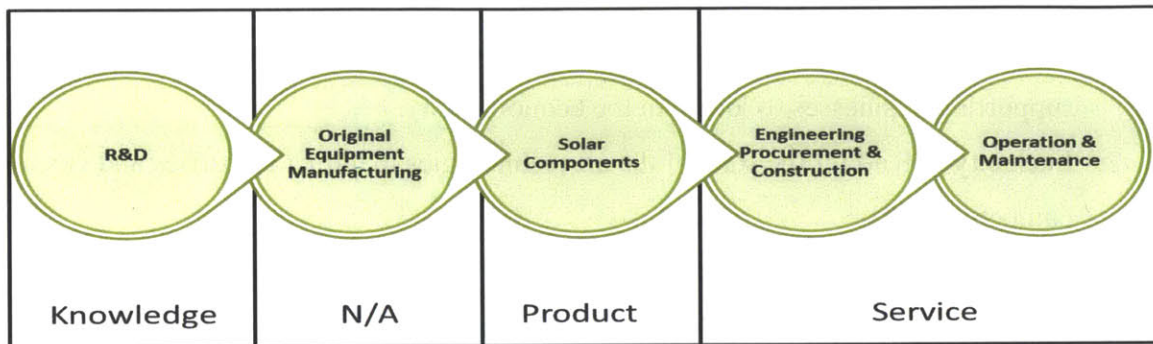 R&D
Original
Equipment
Manufacturing
Solar
Components
Engineering
Procurement &
Construction
Operation &
Maintenance
Knowledge
N/A
Product
Service